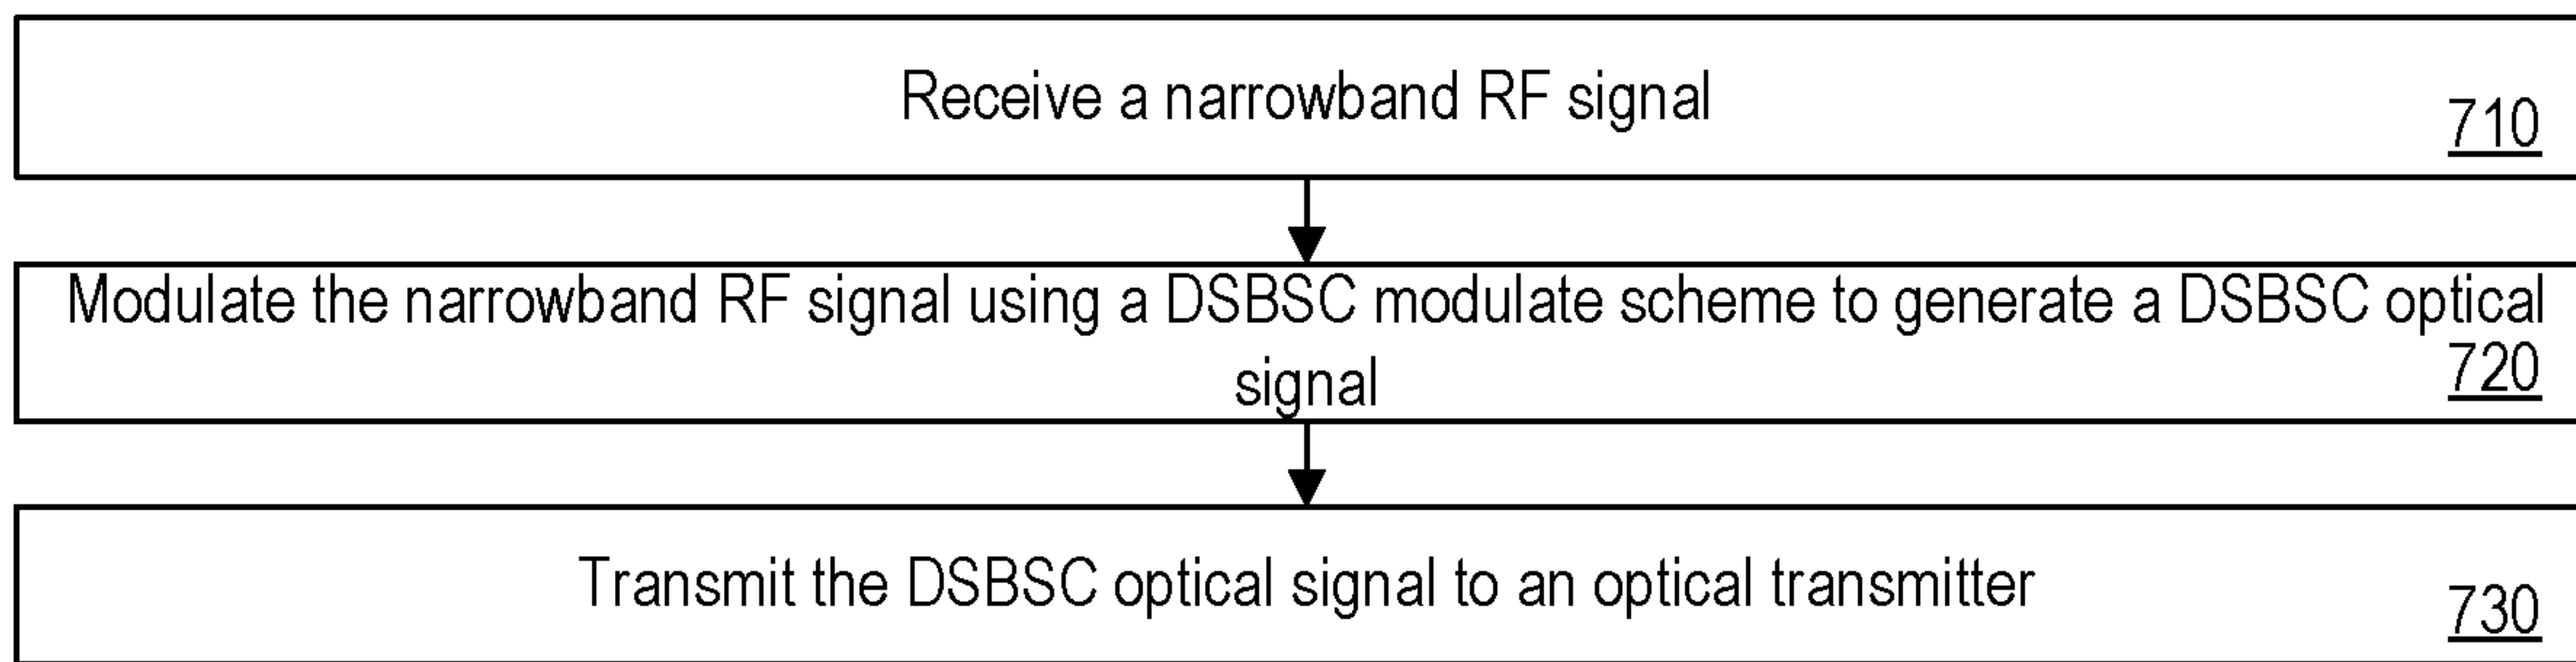 Receive a narrowband RF signal
710
Modulate the narrowband RF signal using a DSBSC modulate scheme to generate a DSBSC optical
signal
720
Transmit the DSBSC optical signal to an optical transmitter
730